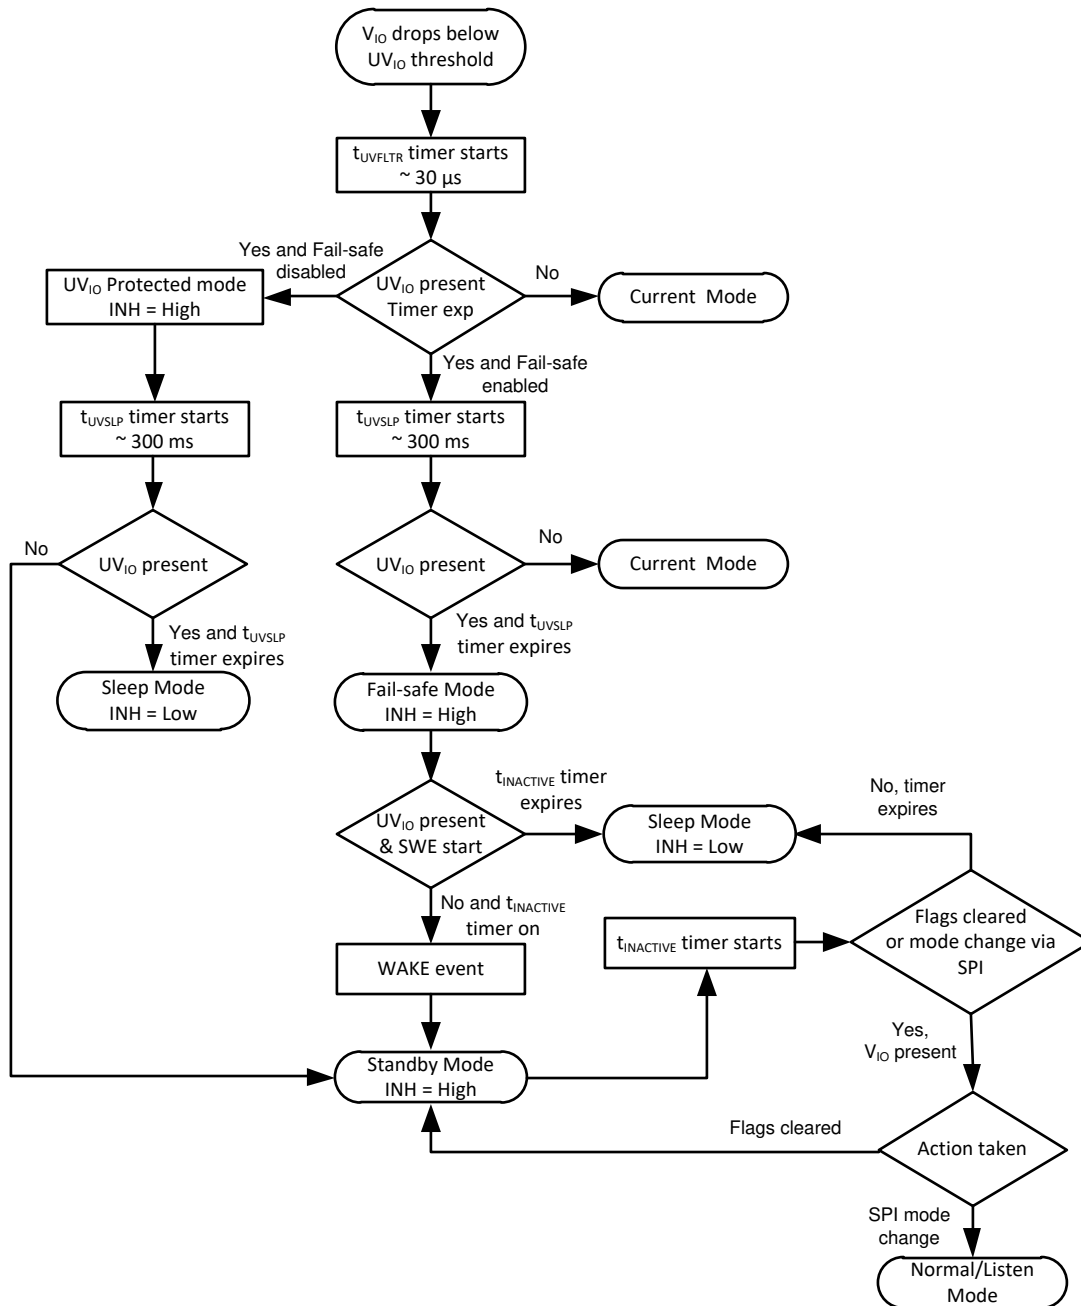 VIO drops below
UVIO threshold
tUVFLTR timer starts
~ 30 µs
Yes and Fail-safe
disabled
UVIO Protected mode
INH = High
UVIO present
Timer exp
No
Current Mode
Yes and Fail-safe
enabled
tUVSLP timer starts
~ 300 ms
tUVSLP timer starts
~ 300 ms
No
UVIO present
UVIO present
No
Current Mode
Yes and tUVSLP
timer expires
Yes and tUVSLP
timer expires
Sleep Mode
INH = Low
Fail-safe Mode
INH = High
tINACTIVE timer
expires
No, timer
expires
UVIO present
& SWE start
Sleep Mode
INH = Low
No and tINACTIVE
timer on
WAKE event
tINACTIVE timer starts
Flags cleared
or mode change via
SPI
Yes,
VIO present
Standby Mode
INH = High
Flags cleared
Action taken
SPI mode
change
Normal/Listen
Mode